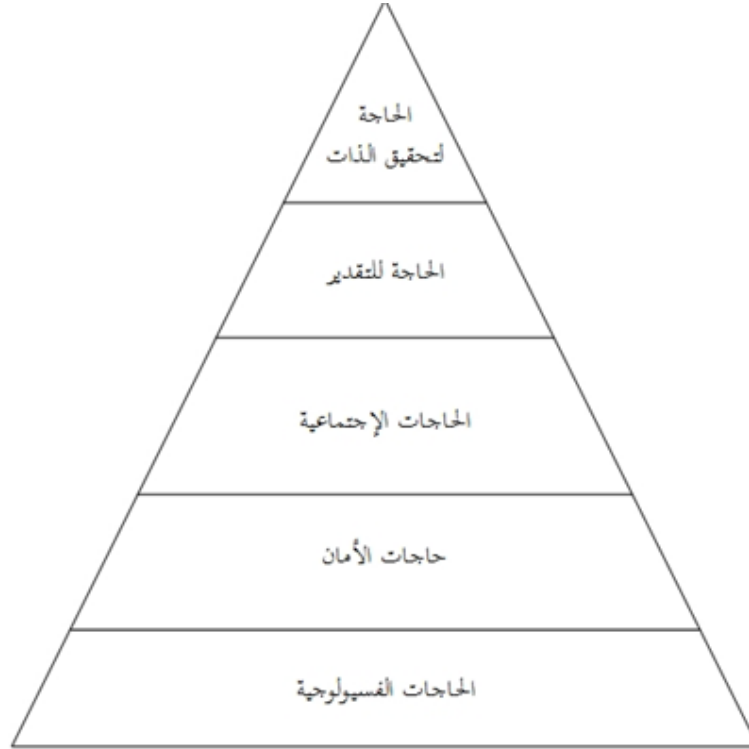 الحاجة
لتحقيق الذات
الحاجة للتقدير
الحاجات الإجتماعية
حاجات الأمان
الحاجات الفسيولوجية